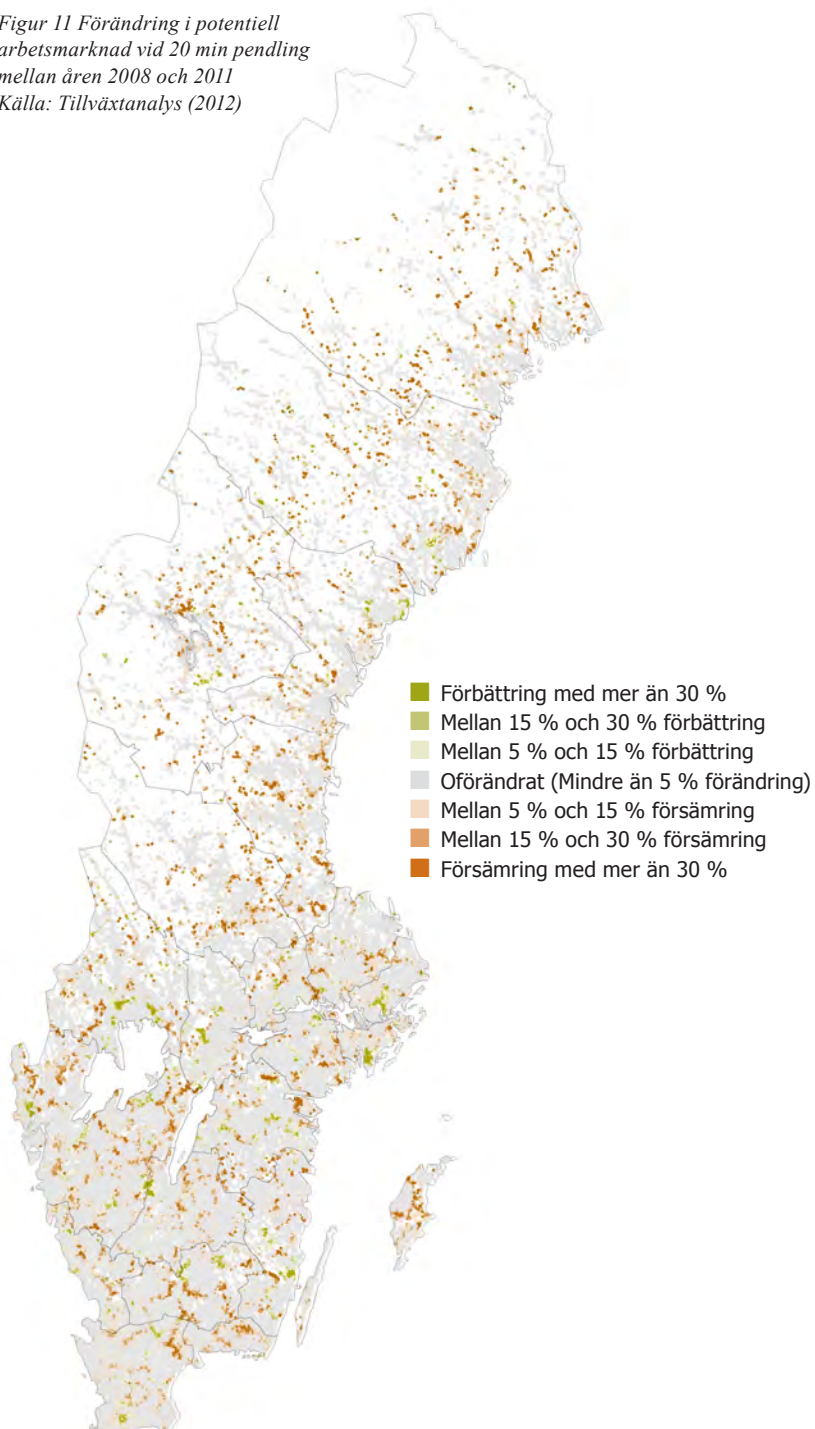 Figur 11 Förändring i potentiell
arbetsmarknad vid 20 min pendling
mellan åren 2008 och 2011
Källa: Tillväxtanalys (2012)
Förbättring med mer än 30 %
Mellan 15 % och 30 % förbättring
Mellan 5 % och 15 % förbättring
Oförändrat (Mindre än 5 % förändring)
Mellan 5 % och 15 % försämring
Mellan 15 % och 30 % försämring
Försämring med mer än 30 %